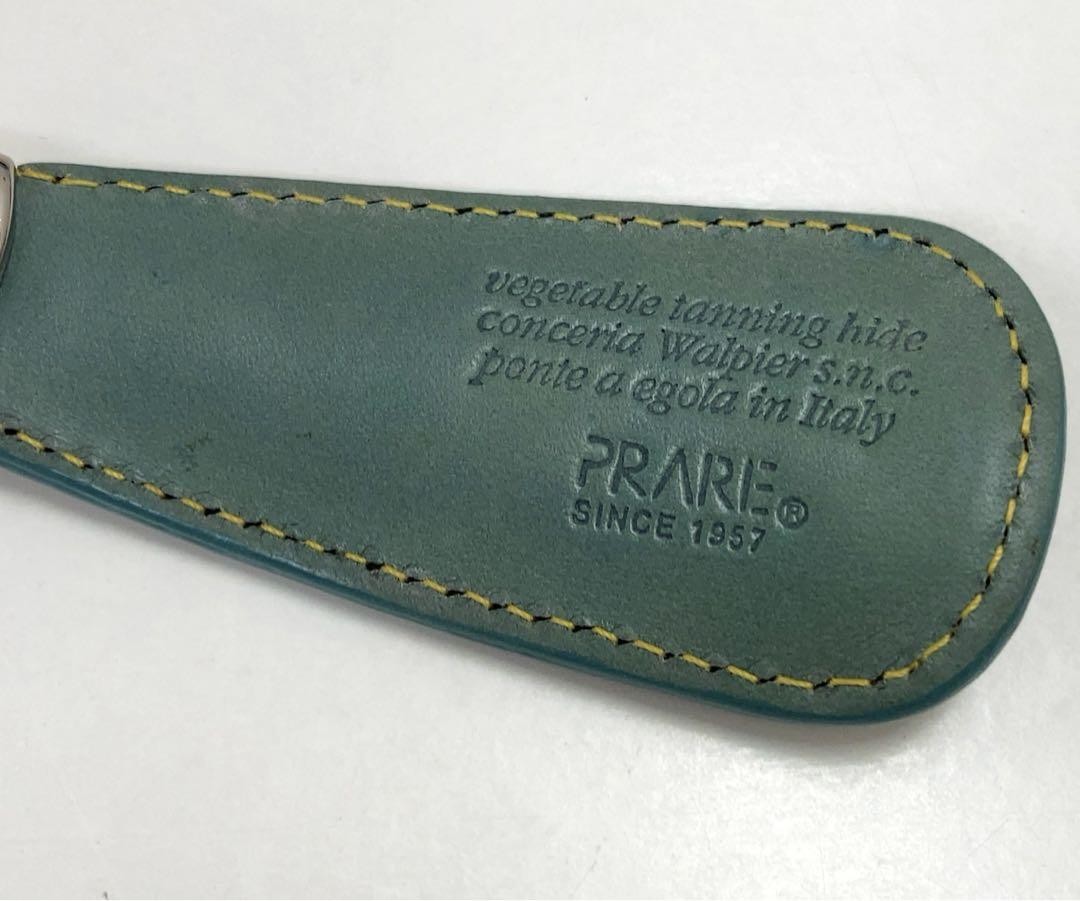 vegetable tanning hide
conceria Walpier s.n.c.
ponte a egola in Italy
PRARE®
SINCE 1957